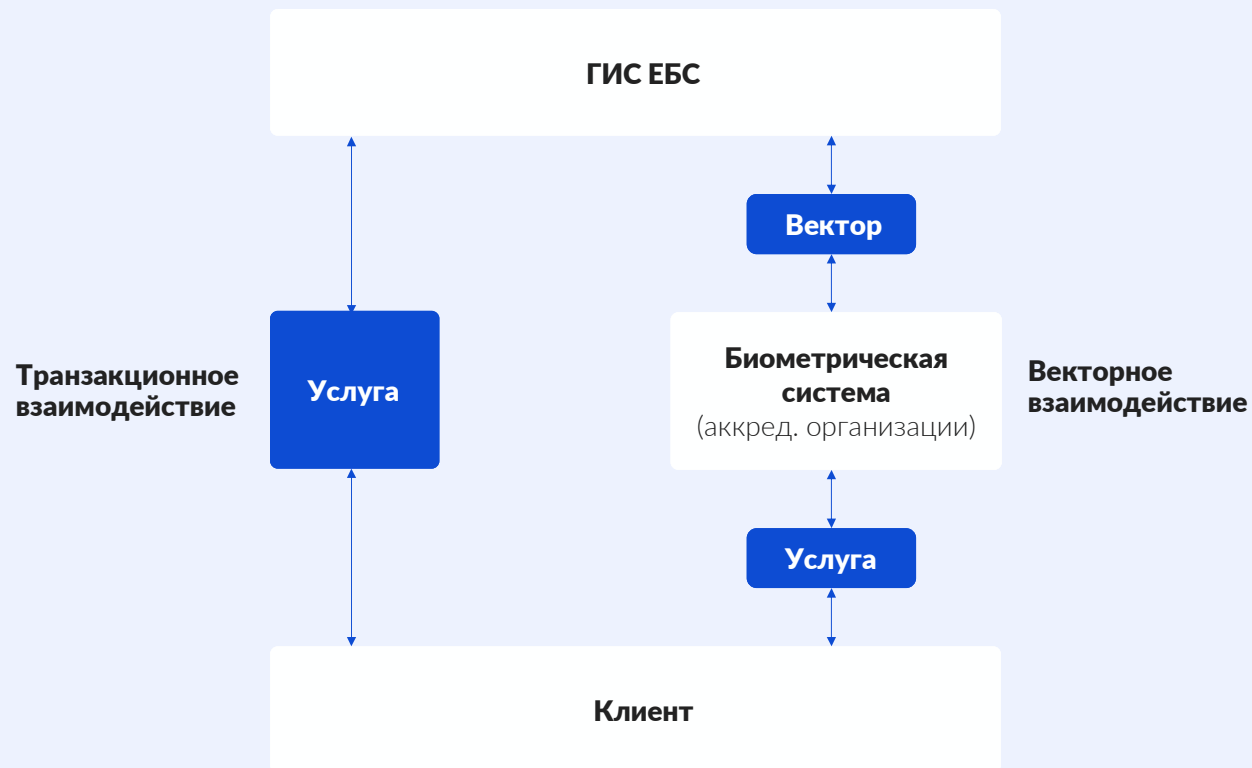 ГИС ЕБС
Вектор
Транзакционное
взаимодействие
Услуга
Биометрическая
система
(аккред. организации)
Векторное
взаимодействие
Услуга
Клиент